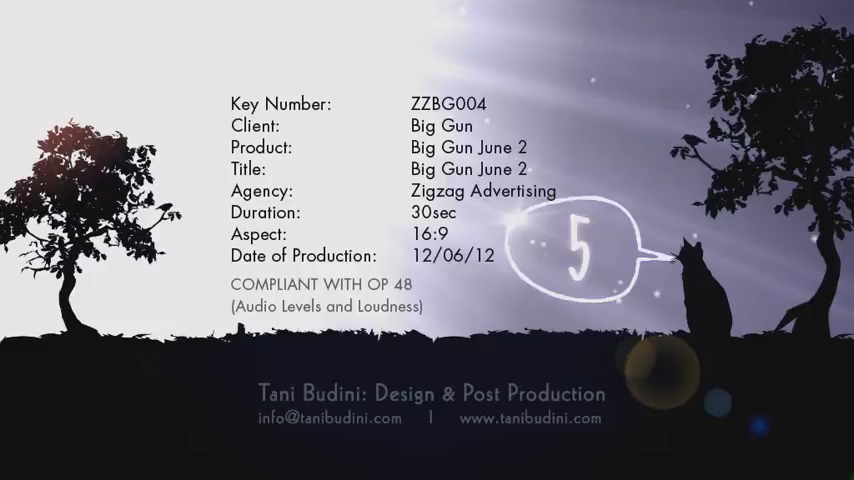 Key Number: ZZBG004
Client: Big Gun
Product: Big Gun June 2
Title: Big Gun June 2
Agency: Zigzag Advertising
Duration: 30sec
Aspect: 16:9
Date of Production: 12/06/12
5
COMPLIANT WITH OP 48
(Audio Levels and Loudness)
Tani Budini: Design & Post Production
info@tanibudini.com | www.tanibudini.com